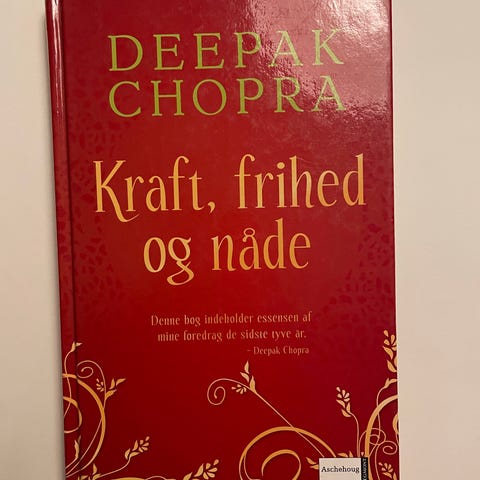 DEEPAK
CHOPRA
Kraft, frihed
og nåde
Denne bog indeholder essensen af
mine foredrag de sidste tyve år.
- Deepak Chopra
Aschehoug